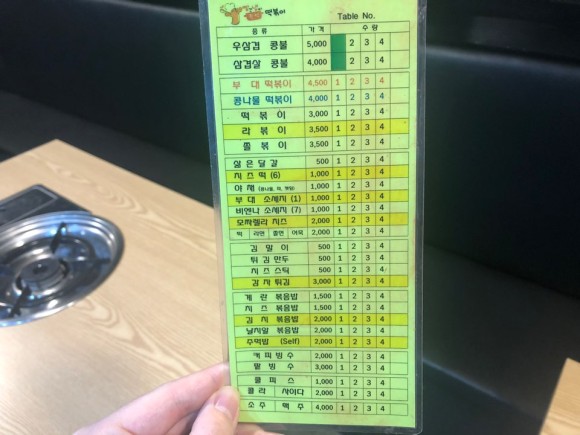 떡볶이
Table No.
품 류 가 격 수 량
우삼겹 콩불 5,000 2 3 4
삼겹살 콩불 4,000 2 3 4
부 대 떡볶이 4,500 1 2 3 4
콩나물 떡볶이 4,000 1 2 3 4
떡 볶 이 3,000 1 2 3 4
라 볶 이 3,500 1 2 3 4
쫄 볶 이 3,500 1 2 3 4
삶은달걀 500 1 2 3 4
치즈떡 (6) 1,000 1 2 3 4
야 채 1,000 1 2 3 4
부 대 소세지 (1) 1,000 1 2 3 4
비엔나 소세지 (7) 1,000 1 2 3 4
모짜렐라 치즈 2,000 1 2 3 4
떡 라면 쫄면 어묵 2,000 1 2 3 4
김 말 이 500 1 2 3 4
튀김만두 500 1 2 3 4
치즈스틱 500 1 2 3 4
감자튀김 3,000 1 2 3 4
계 란 볶음밥 1,500 1 2 3 4
치 즈 볶음밥 1,500 1 2 3 4
김 치 볶음밥 2,000 1 2 3 4
날치알 볶음밥 2,000 1 2 3 4
주먹밥 (Self) 2,000 1 2 3 4
커피빙수 2,000 1 2 3 4
팥 빙 수 3,000 1 2 3 4
쿨 피 스 1,000 1 2 3 4
콜라 사이다 2,000 1 2 3 4
소주 맥주 4,000 1 2 3 4